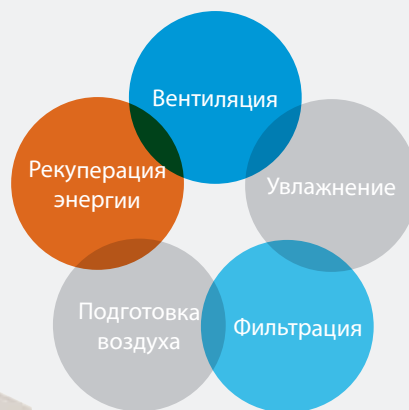 Вентиляция
Рекуперация
энергии
Увлажнение
Подготовка
воздуха
Фильтрация